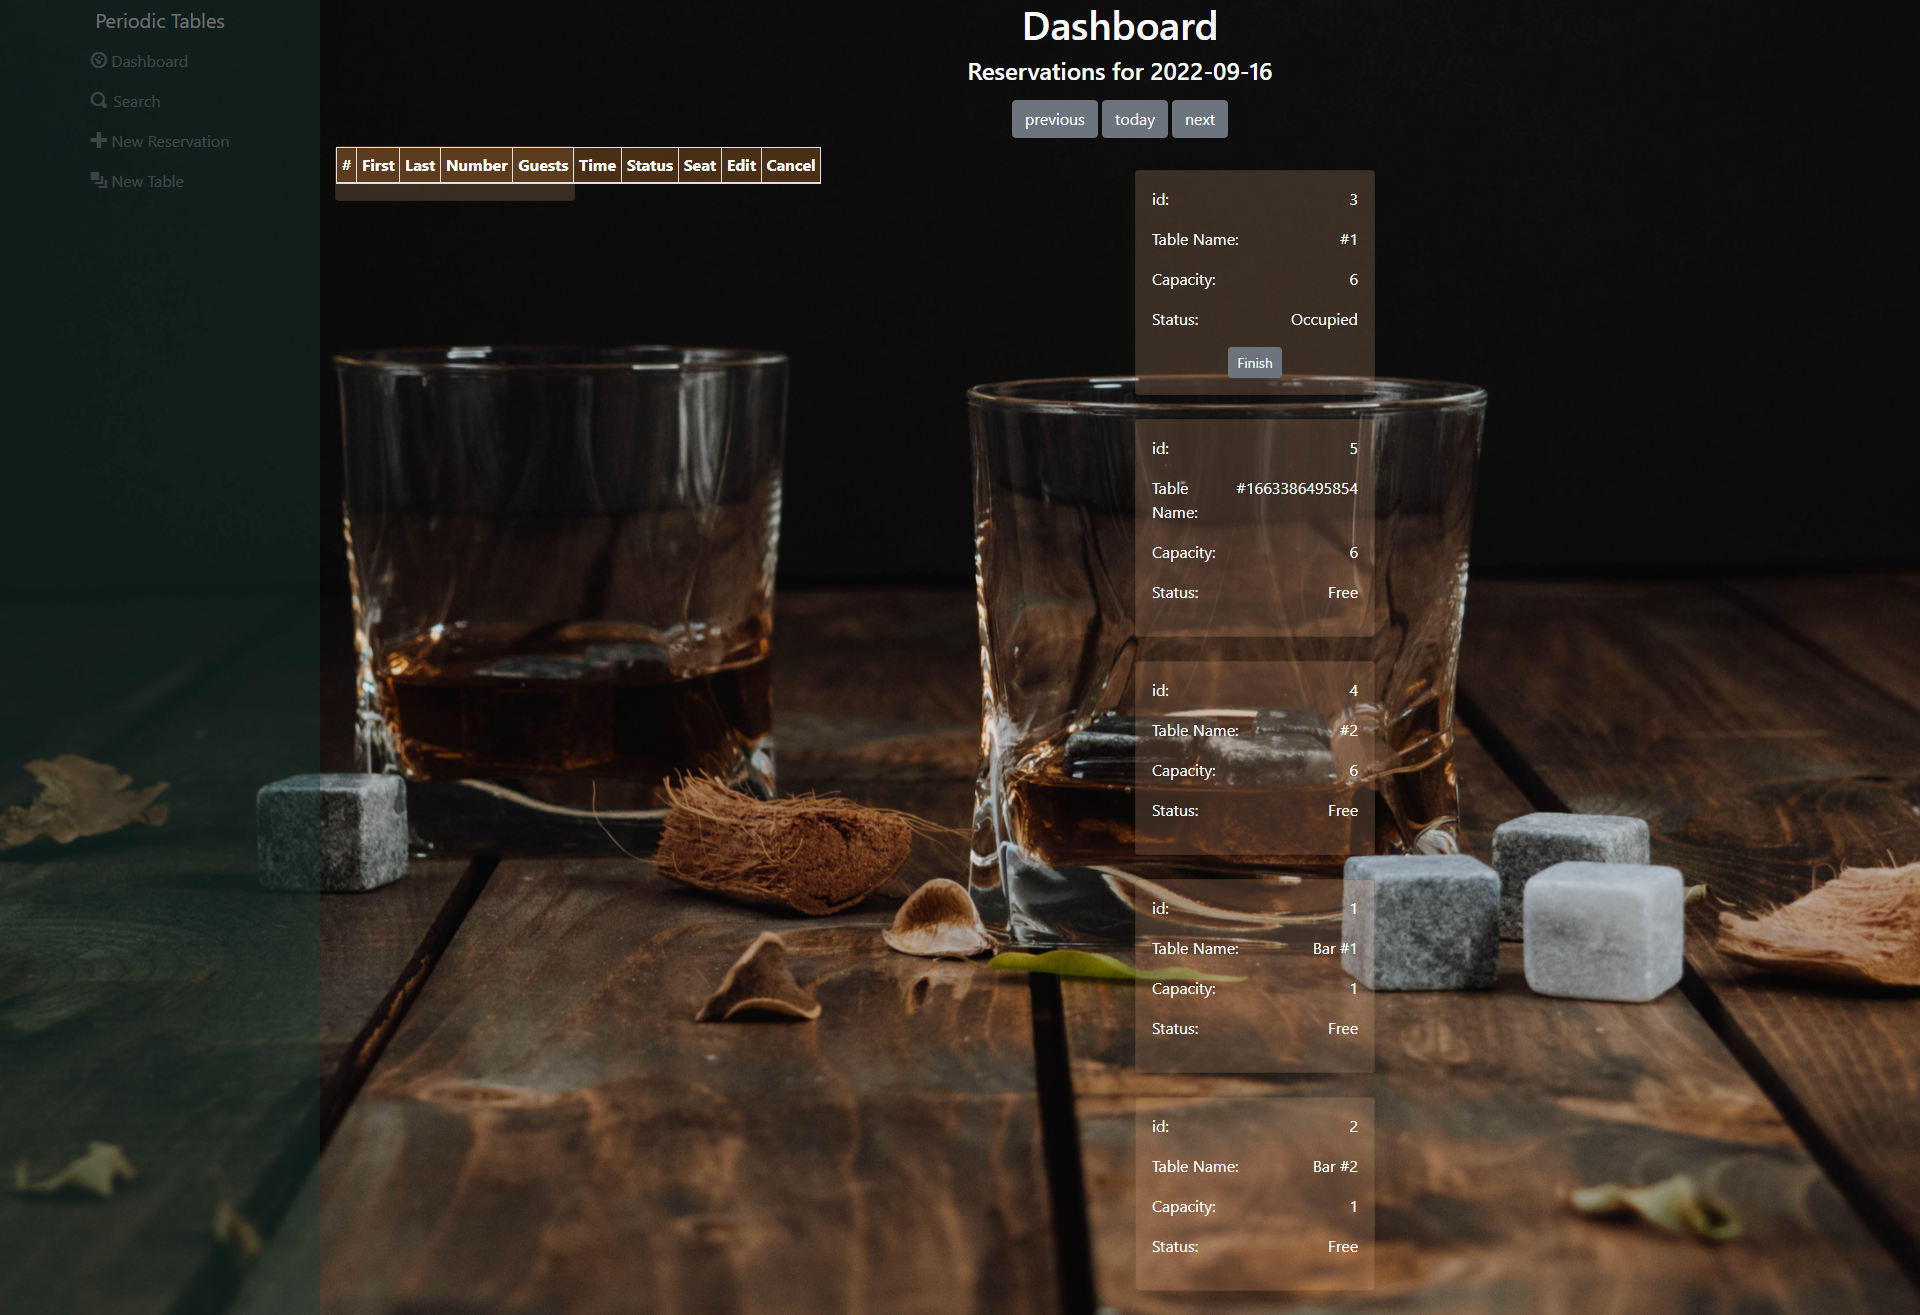 Periodic Tables
Dashboard
Search
New Reservation
New Table
Dashboard
Reservations for 2022-09-16
previous today next
# First Last Number Guests Time Status Seat Edit Cancel
id: 3
Table Name: #1
Capacity: 6
Status: Occupied
Finish
id: 5
Table #1663386495854
Name:
Capacity: 6
Status: Free
id: 4
Table Name: #2
Capacity: 6
Status: Free
id: 1
Table Name: Bar #1
Capacity: 1
Status: Free
id: 2
Table Name: Bar #2
Capacity: 1
Status: Free